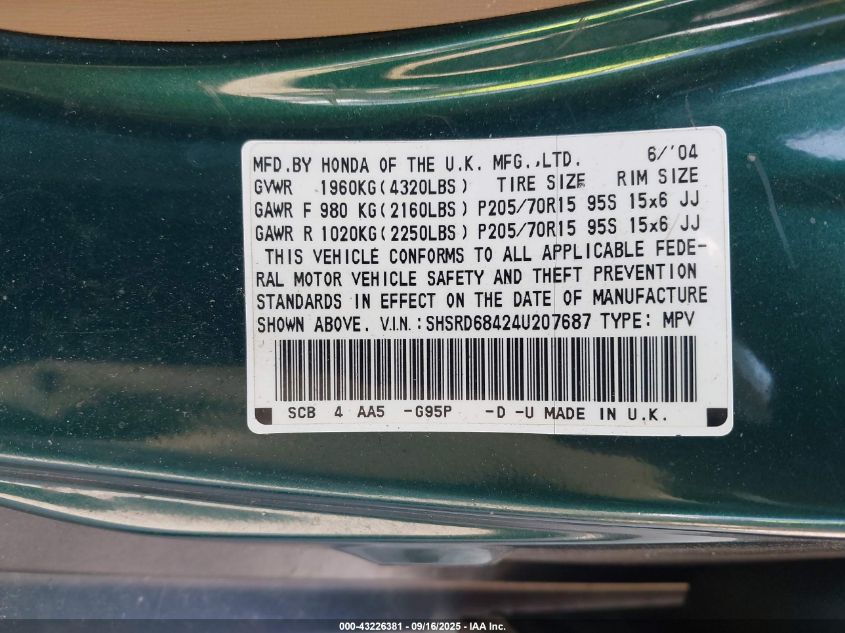 MFD.BY HONDA OF THE U.K. MFG.,LTD. 6/'04
GVWR 1960KG(4320LBS) TIRE SIZE RIM SIZE
GAWR F 980 KG(2160LBS) P205/70R15 95S 15x6 JJ
GAWR R 1020KG(2250LBS) P205/70R15 95S 15x6 JJ
THIS VEHICLE CONFORMS TO ALL APPLICABLE FEDE-
RAL MOTOR VEHICLE SAFETY AND THEFT PREVENTION
STANDARDS IN EFFECT ON THE DATE OF MANUFACTURE
SHOWN ABOVE. V.I.N.:SHSRD68424U207687 TYPE: MPV
SCB 4 AA5 -G95P -D -U MADE IN U.K.
000-43226381 - 09/16/2025 - IAA Inc.